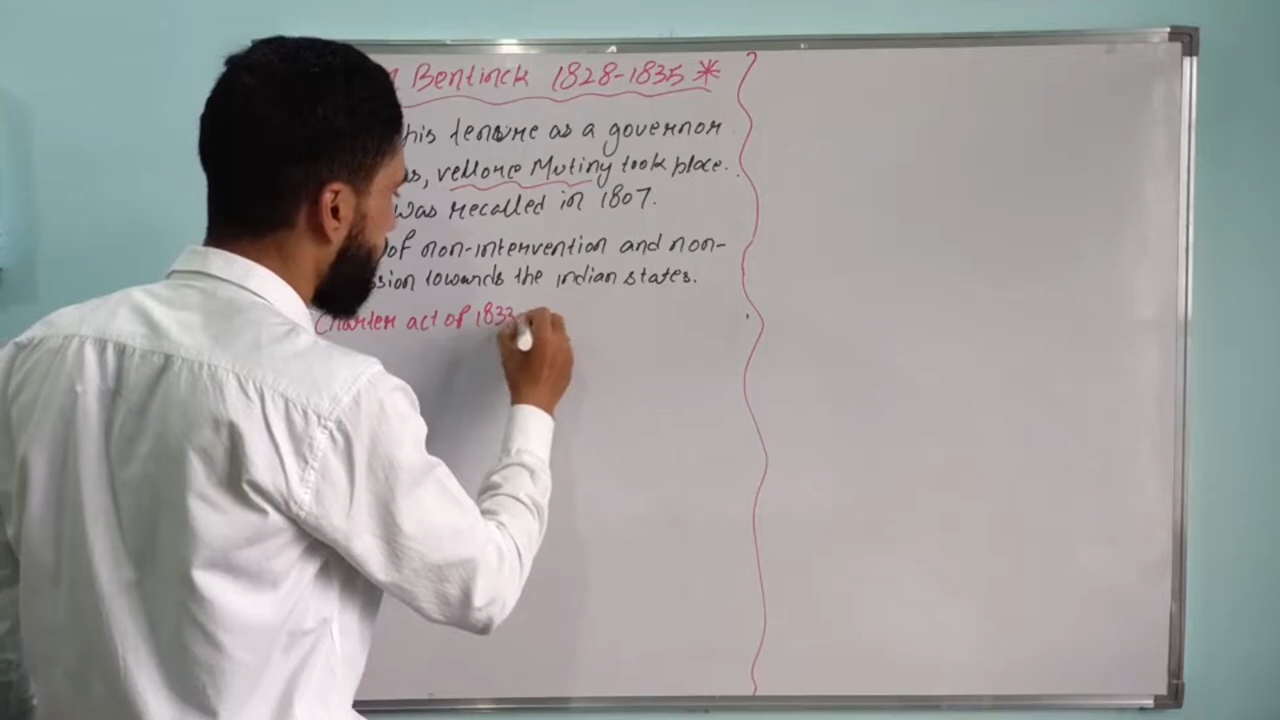 Bentinck 1828-1835 *
his tenure as a governor
vellore Mutiny took place.
was recalled in 1807.
of non-intervention and non-
towards the indian states.
Charter act of 1833